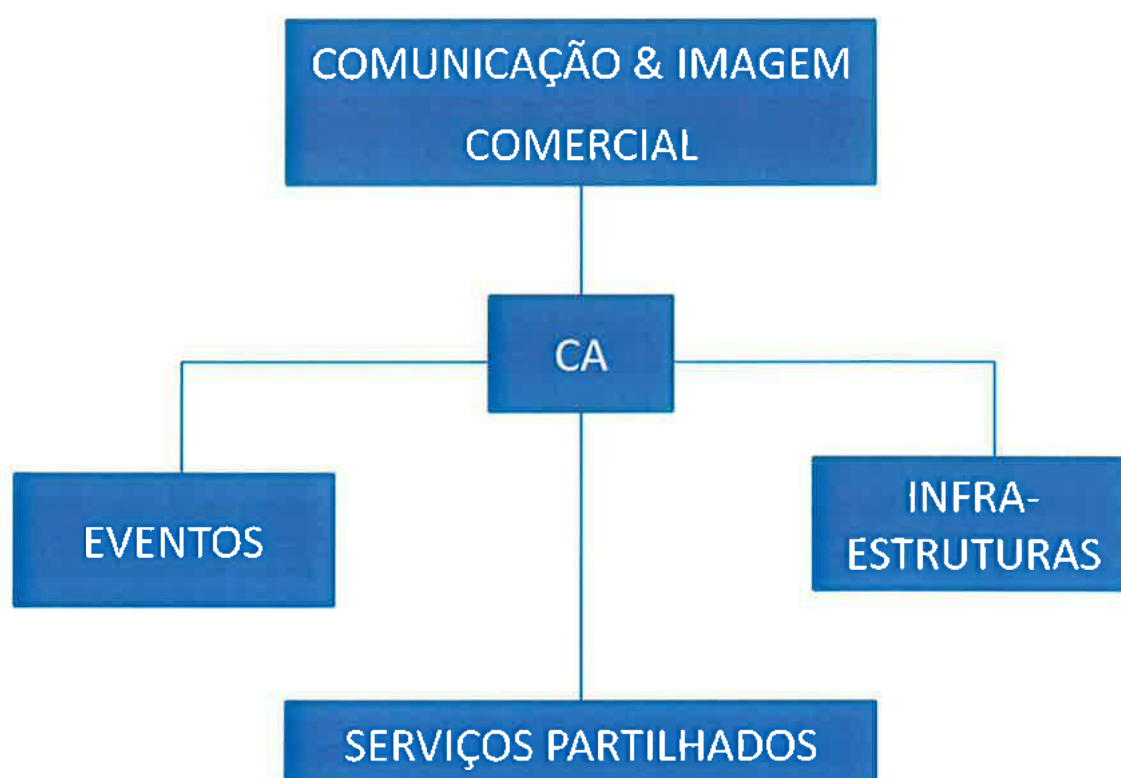 COMUNICAÇÃO & IMAGEM
COMERCIAL
CA
EVENTOS
INFRA-
ESTRUTURAS
SERVIÇOS PARTILHADOS